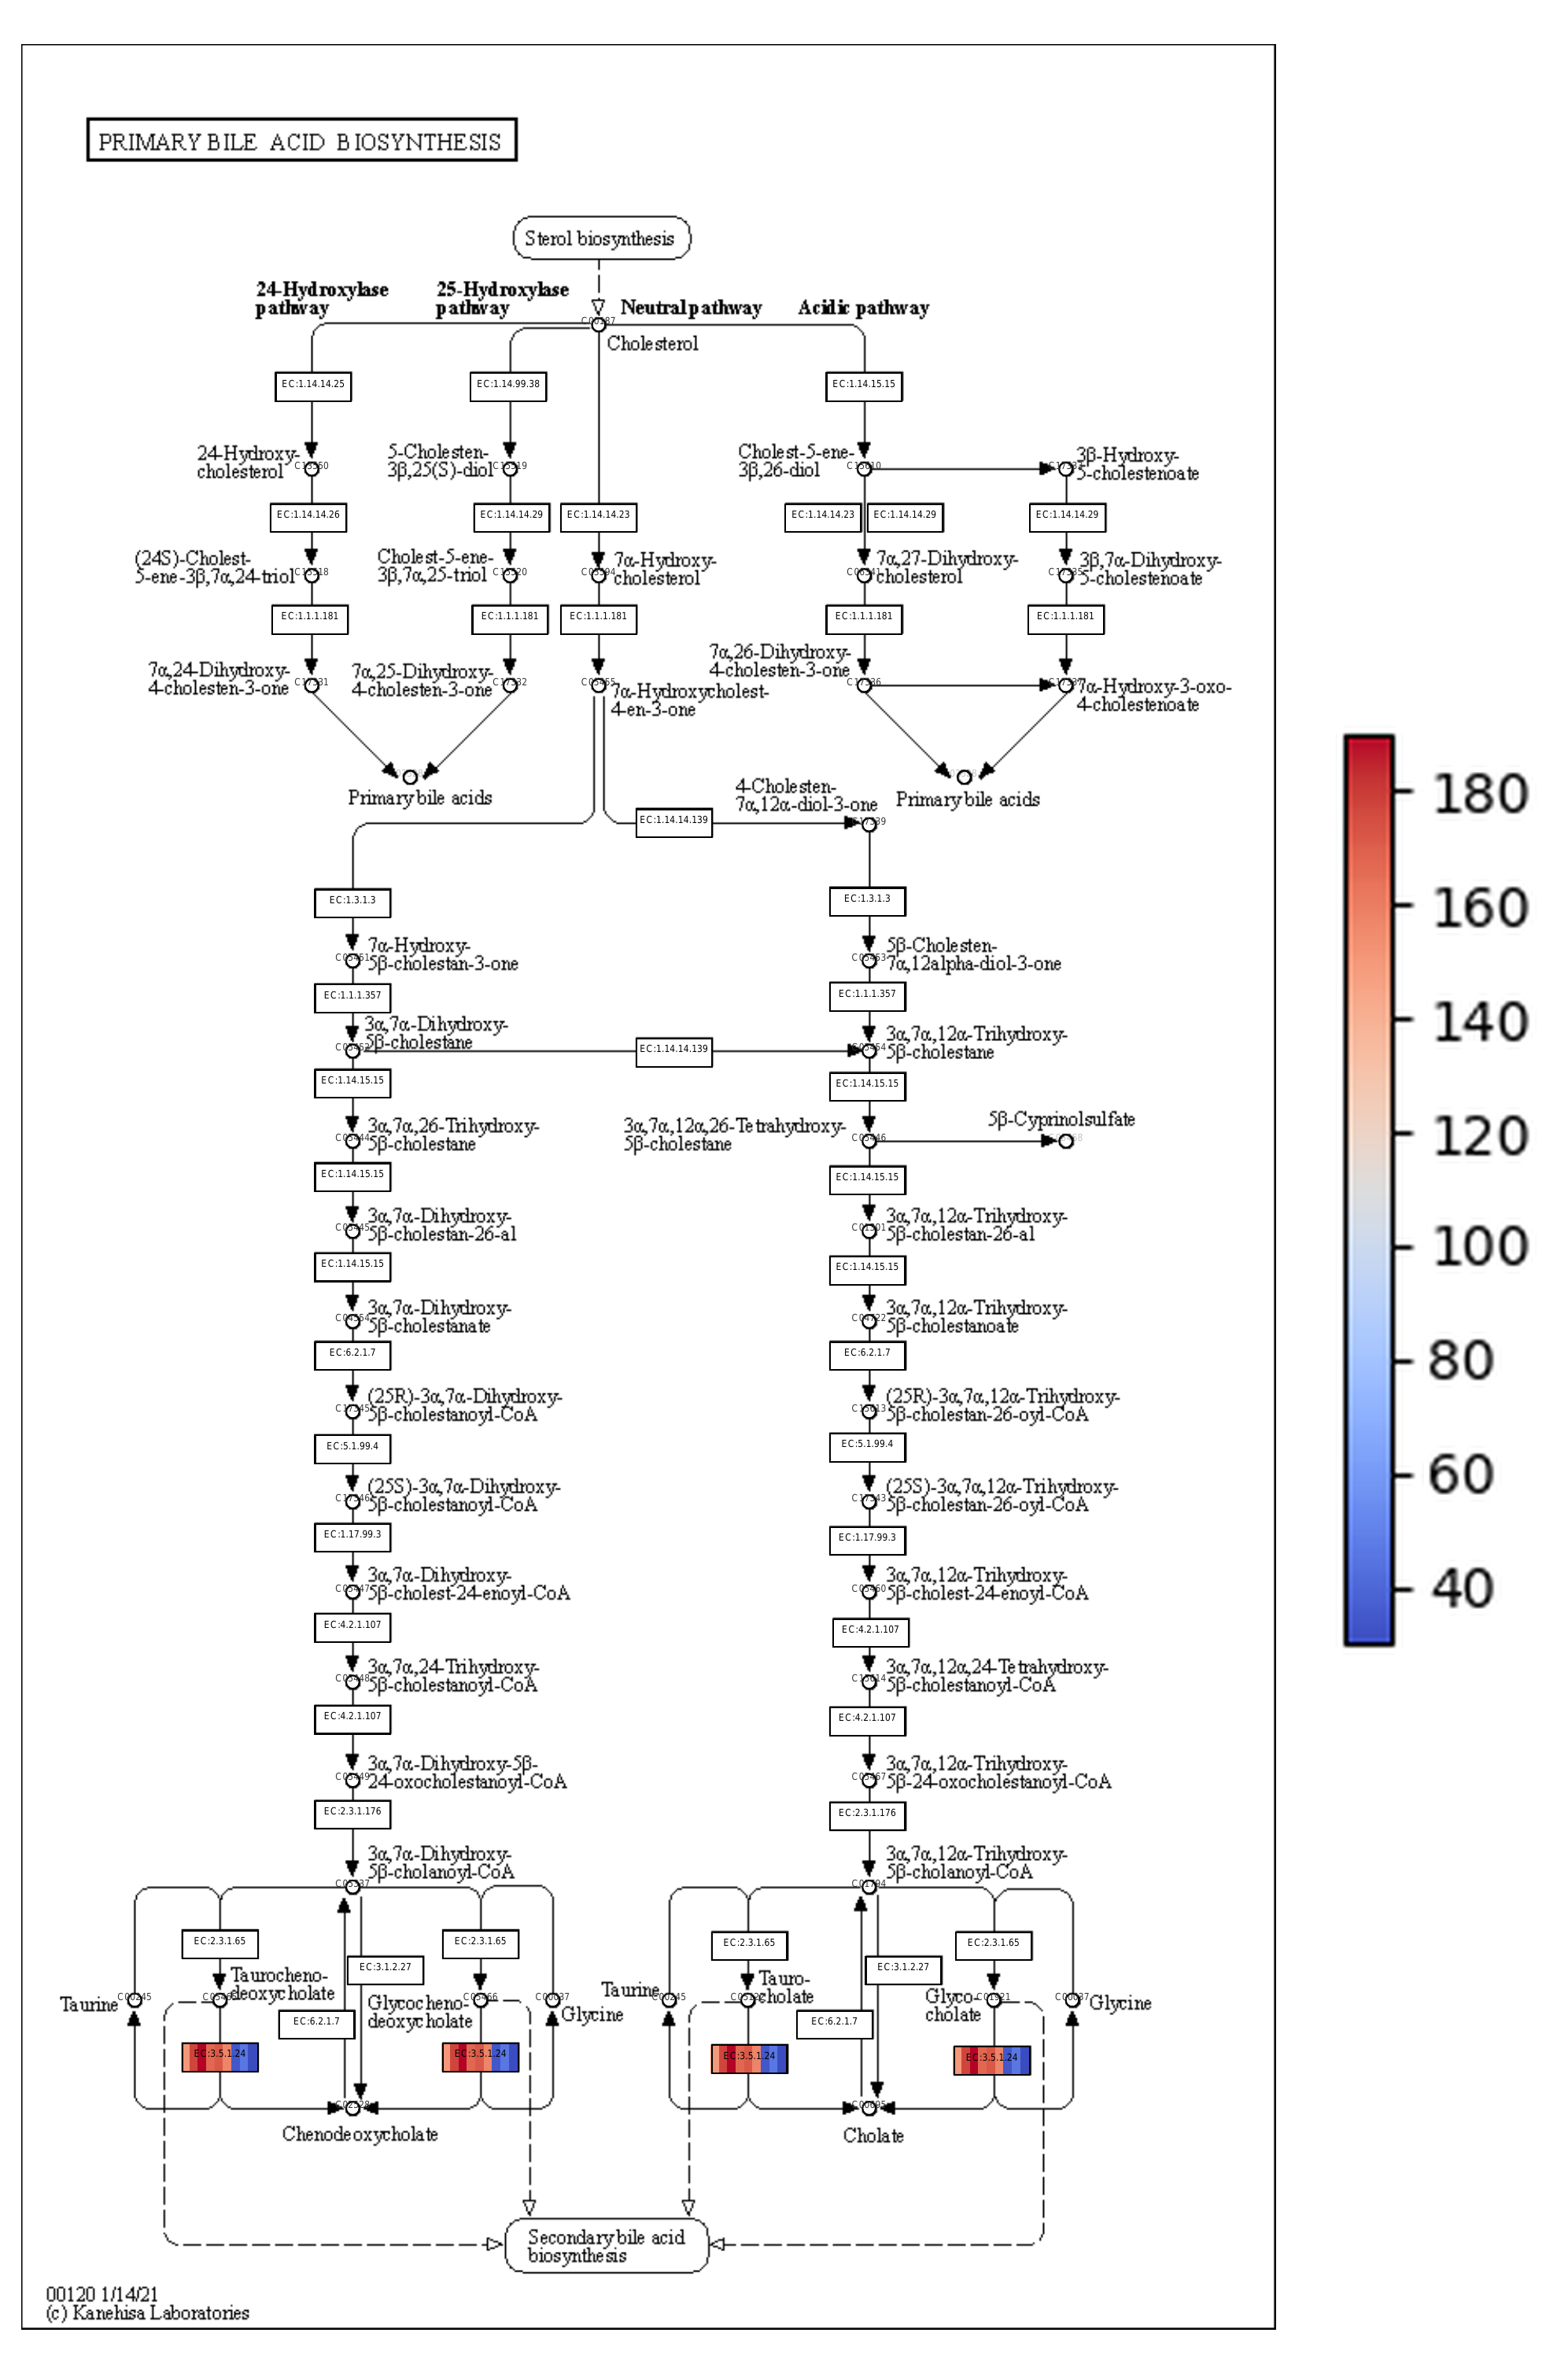 PRIMARY BILE ACID BIOSYNTHESIS
Sterol biosynthesis
24-Hydroxylase
pathway
25-Hydroxylase
pathway
Neutral pathway
Acidic pathway
Cholesterol
EC:1.14.14.25
EC:1.14.99.38
EC:1.14.15.15
24-Hydroxy-
cholesterol
5-Cholesten-
3β,25(S)-diol
Cholest-5-ene-
3β,26-diol
3β-Hydroxy-
5-cholestenoate
EC:1.14.14.26
EC:1.14.14.29
EC:1.14.14.23
EC:1.14.14.23
EC:1.14.14.29
EC:1.14.14.29
(24S)-Cholest-
5-ene-3β,7α,24-triol
Cholest-5-ene-
3β,7α,25-triol
7α-Hydroxy-
cholesterol
7α,27-Dihydroxy-
cholesterol
3β,7α-Dihydroxy-
5-cholestenoate
EC:1.1.1.181
EC:1.1.1.181
EC:1.1.1.181
EC:1.1.1.181
EC:1.1.1.181
7α,24-Dihydroxy-
4-cholesten-3-one
7α,25-Dihydroxy-
4-cholesten-3-one
7α-Hydroxycholest-
4-en-3-one
7α,26-Dihydroxy-
4-cholesten-3-one
7α-Hydroxy-3-oxo-
4-cholestenoate
Primary bile acids
4-Cholesten-
7α,12α-diol-3-one
Primary bile acids
EC:1.14.14.139
EC:1.3.1.3
EC:1.3.1.3
7α-Hydroxy-
5β-cholestan-3-one
5β-Cholesten-
7α,12alpha-diol-3-one
EC:1.1.1.357
EC:1.1.1.357
3α,7α-Dihydroxy-
5β-cholestane
EC:1.14.14.139
3α,7α,12α-Trihydroxy-
5β-cholestane
EC:1.14.15.15
EC:1.14.15.15
3α,7α,26-Trihydroxy-
5β-cholestane
3α,7α,12α,26-Tetrahydroxy-
5β-cholestane
5β-Cyprinolsulfate
EC:1.14.15.15
EC:1.14.15.15
3α,7α-Dihydroxy-
5β-cholestan-26-al
3α,7α,12α-Trihydroxy-
5β-cholestan-26-al
EC:1.14.15.15
EC:1.14.15.15
3α,7α-Dihydroxy-
5β-cholestanate
3α,7α,12α-Trihydroxy-
5β-cholestanoate
EC:6.2.1.7
EC:6.2.1.7
(25R)-3α,7α-Dihydroxy-
5β-cholestanoyl-CoA
(25R)-3α,7α,12α-Trihydroxy-
5β-cholestan-26-oyl-CoA
EC:5.1.99.4
EC:5.1.99.4
(25S)-3α,7α-Dihydroxy-
5β-cholestanoyl-CoA
(25S)-3α,7α,12α-Trihydroxy-
5β-cholestan-26-oyl-CoA
EC:1.17.99.3
EC:1.17.99.3
3α,7α-Dihydroxy-
5β-cholest-24-enoyl-CoA
3α,7α,12α-Trihydroxy-
5β-cholest-24-enoyl-CoA
EC:4.2.1.107
EC:4.2.1.107
3α,7α,24-Trihydroxy-
5β-cholestanoyl-CoA
3α,7α,12α,24-Tetrahydroxy-
5β-cholestanoyl-CoA
EC:4.2.1.107
EC:4.2.1.107
3α,7α-Dihydroxy-5β-
24-oxocholestanoyl-CoA
3α,7α,12α-Trihydroxy-
5β-24-oxocholestanoyl-CoA
EC:2.3.1.176
EC:2.3.1.176
3α,7α-Dihydroxy-
5β-cholanoyl-CoA
3α,7α,12α-Trihydroxy-
5β-cholanoyl-CoA
EC:2.3.1.65
EC:2.3.1.65
EC:2.3.1.65
EC:2.3.1.65
EC:3.1.2.27
EC:3.1.2.27
Taurine
C00245
Taurocheno-
deoxycholate
EC:6.2.1.7
Glycocheno-
deoxycholate
Glycine
Taurine
Tauro-
cholate
EC:6.2.1.7
Glyco-
cholate
Glycine
EC:3.5.1.24
EC:3.5.1.24
EC:3.5.1.24
EC:3.5.1.24
Chenodeoxycholate
Cholate
Secondary bile acid
biosynthesis
00120 1/14/21
(c) Kanehisa Laboratories
180
160
140
120
100
80
60
40